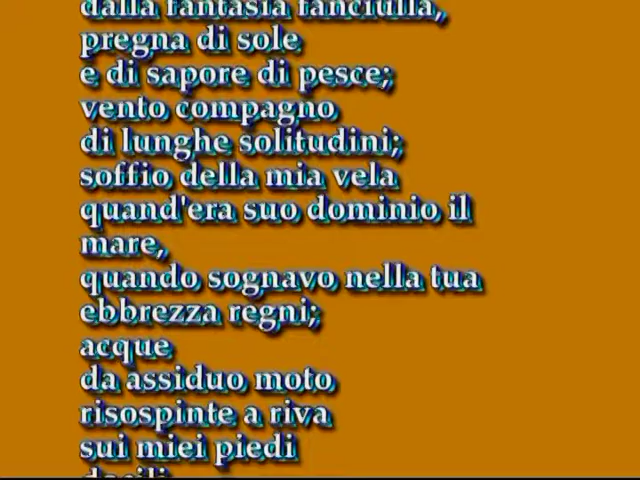 dalla fantasia fanciulla,
pregna di sole
e di sapore di pesce;
vento compagno
di lunghe solitudini;
soffio della mia vela
quand'era suo dominio il
mare,
quando sognavo nella tua
ebbrezza regni;
acque
da assiduo moto
risospinte a riva
sui miei piedi